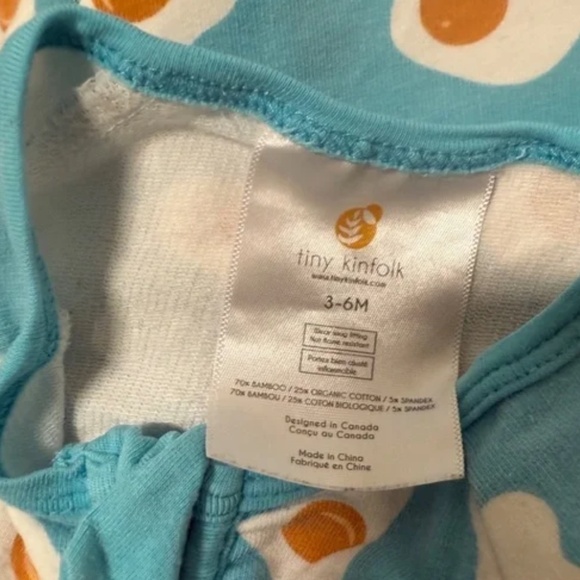 tiny kinfolk
www.tinykinfolk.com
3-6M
Wear snug fitting
Not flame resistant
Portez bien ajusté
inflammable
70% BAMBOO / 25% ORGANIC COTTON / 5% SPANDEX
70% BAMBOU / 25% COTON BIOLOGIQUE / 5% SPANDEX
Designed in Canada
Conçu au Canada
Made in China
Fabriqué en Chine